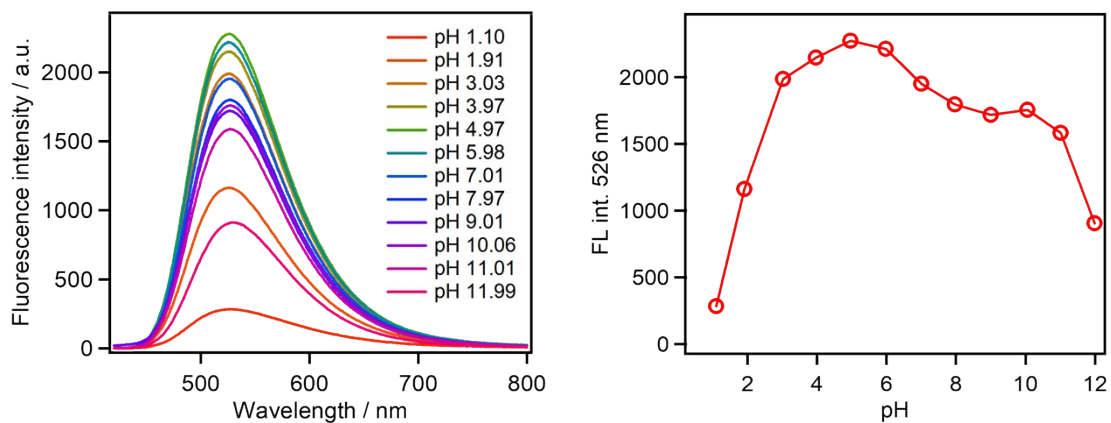 Fluorescence intensity / a.u.
2000
1500
1000
500
0
500
600
700
800
Wavelength / nm
pH 1.10
pH 1.91
pH 3.03
pH 3.97
pH 4.97
pH 5.98
pH 7.01
pH 7.97
pH 9.01
pH 10.06
pH 11.01
pH 11.99
FL int. 526 nm
2000
1500
1000
500
0
2
4
6
8
10
12
pH